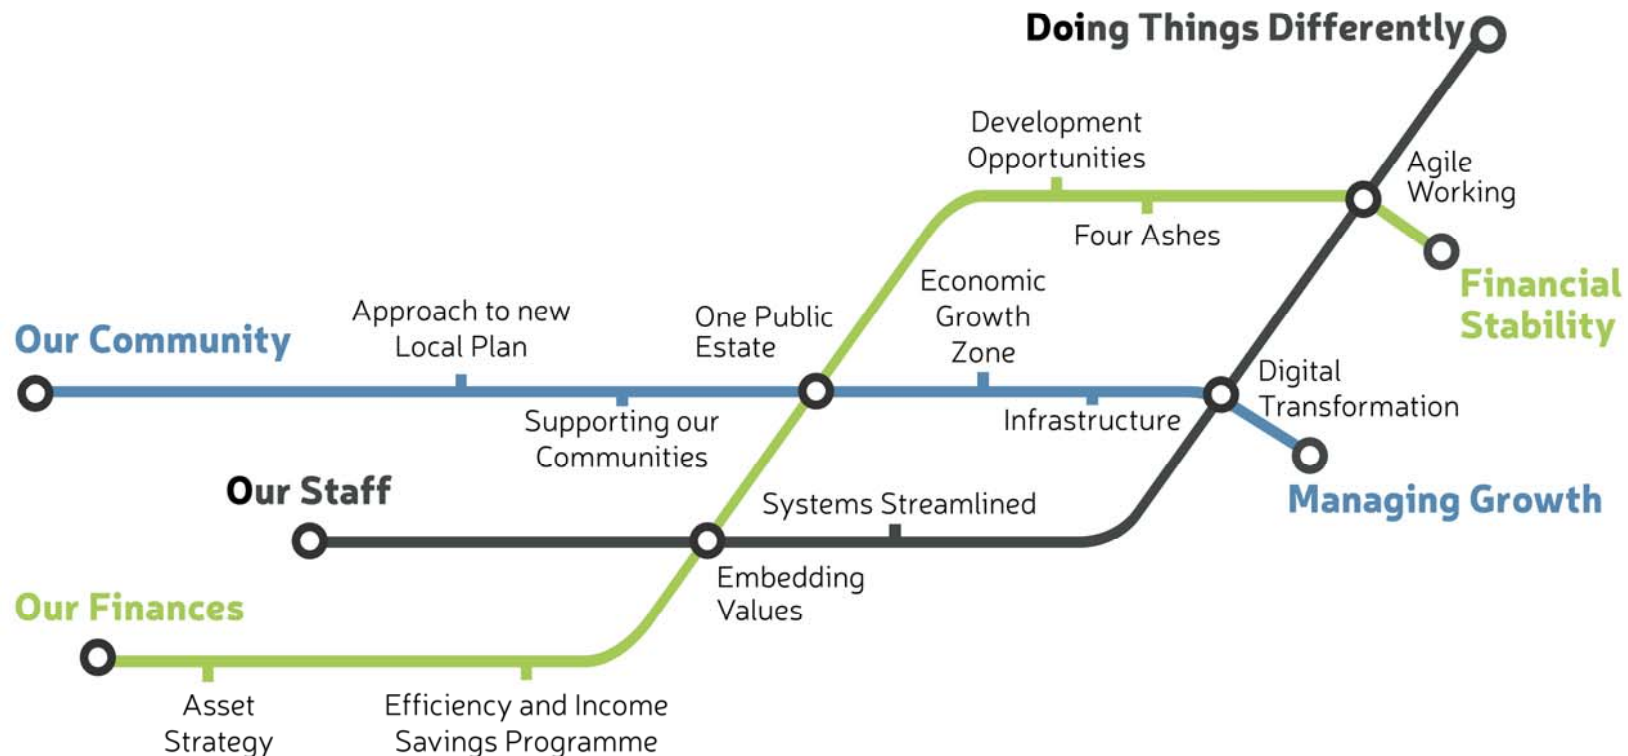 Doing Things Differently
Development
Opportunities
Agile
Working
Four Ashes
Financial
Stability
Economic
Growth
Zone
Approach to new
Local Plan
One Public
Estate
Our Community
Digital
Transformation
Supporting our
Communities
Infrastructure
Managing Growth
Our Staff
Systems Streamlined
Embedding
Values
Our Finances
Asset
Strategy
Efficiency and Income
Savings Programme